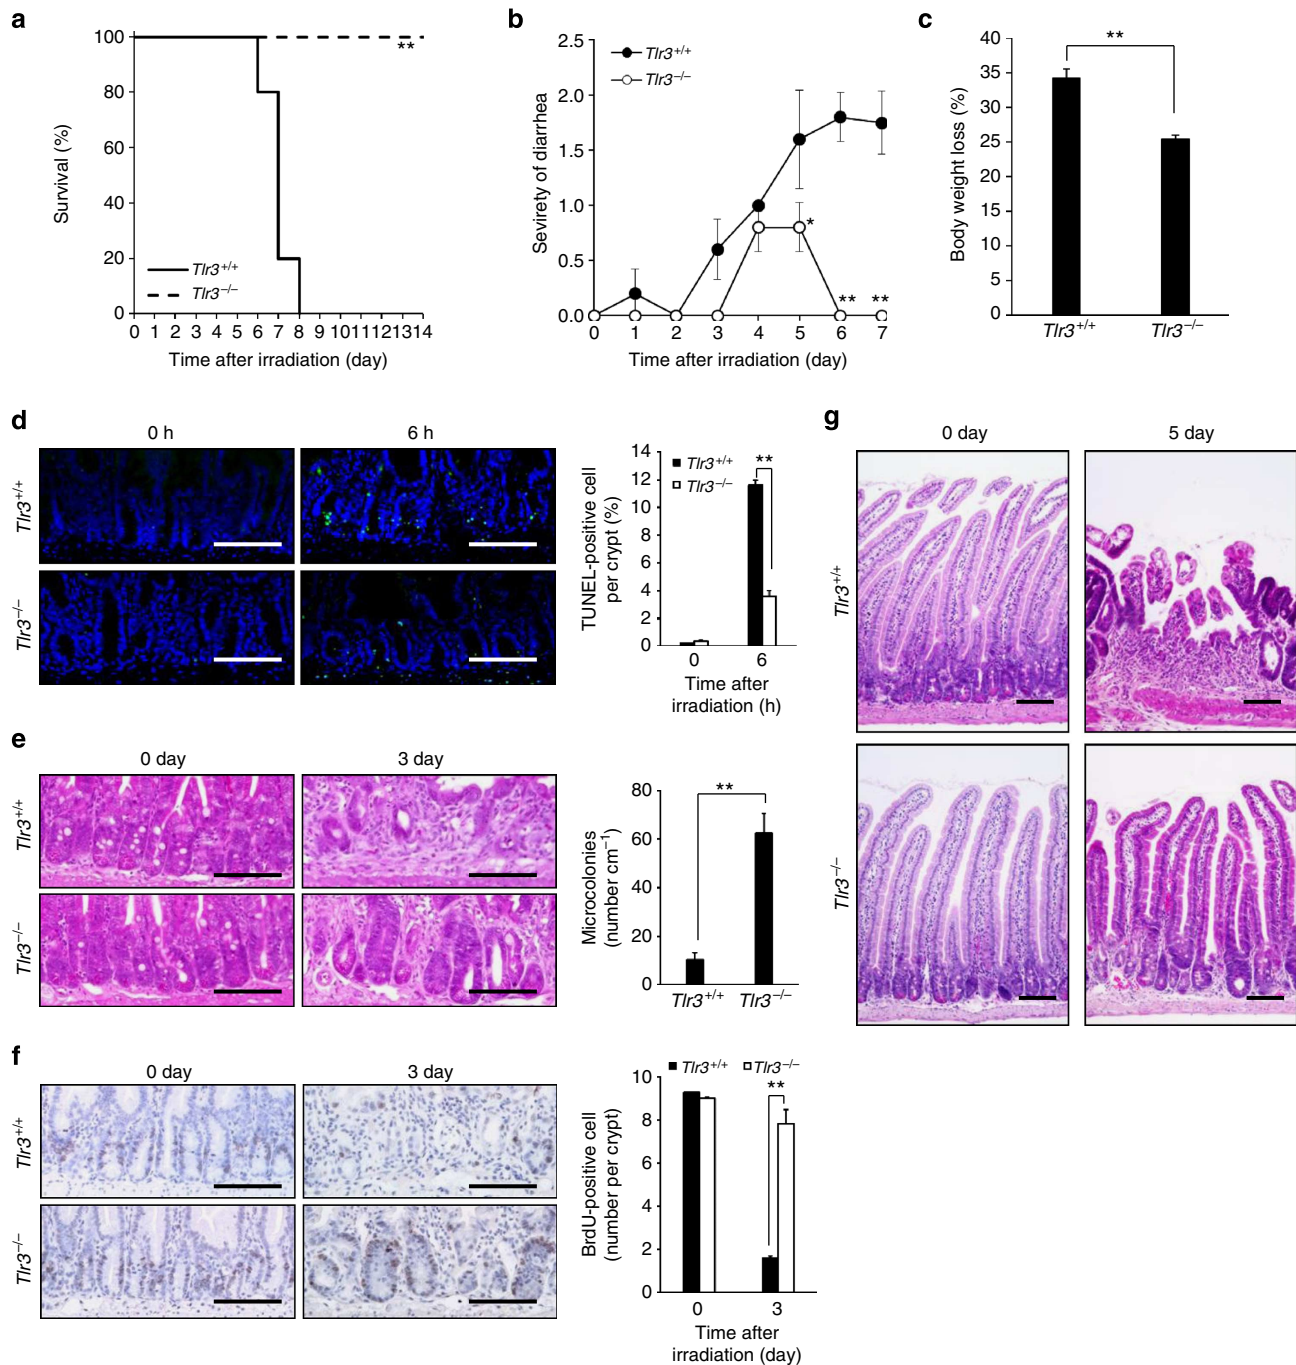 a
100
80
60
40
20
0
Survival (%)
**
Tlr3+/+
Tlr3−/−
0 1 2 3 4 5 6 7 8 9 10 11 12 13 14
Time after irradiation (day)
b
2.5
2.0
1.5
1.0
0.5
0.0
Sevirety of diarrhea
Tlr3+/+
Tlr3−/−
*
** **
0 1 2 3 4 5 6 7
Time after irradiation (day)
c
40
35
30
25
20
15
10
5
0
Body weight loss (%)
**
Tlr3+/+ Tlr3−/−
d
0 h 6 h
Tlr3+/+
Tlr3−/−
14
12
10
8
6
4
2
0
TUNEL-positive cell
per crypt (%)
Tlr3+/+
Tlr3−/−
**
0 6
Time after
irradiation (h)
e
0 day 3 day
Tlr3+/+
Tlr3−/−
80
60
40
20
0
Microcolonies
(number cm−1)
**
Tlr3+/+ Tlr3−/−
f
0 day 3 day
Tlr3+/+
Tlr3−/−
10
8
6
4
2
0
BrdU-positive cell
(number per crypt)
Tlr3+/+ Tlr3−/−
**
0 3
Time after
irradiation (day)
g
0 day 5 day
Tlr3+/+
Tlr3−/−